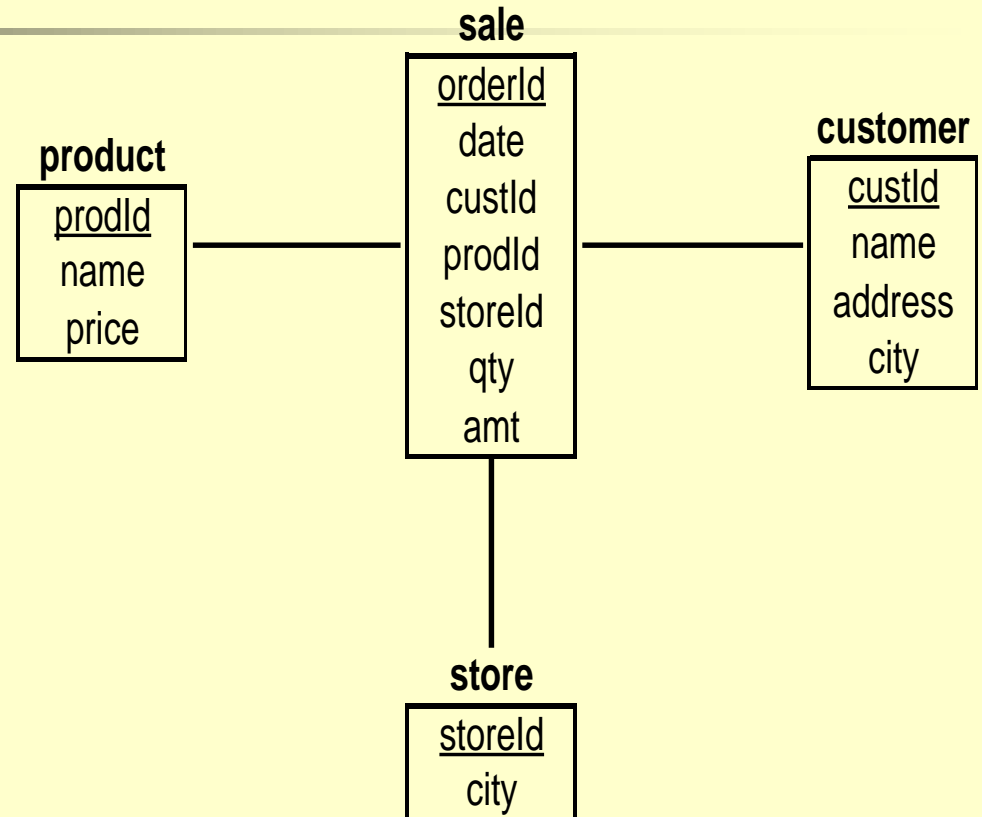 sale
orderId
date
custId
prodId
storeId
qty
amt
product
prodId
name
price
customer
custId
name
address
city
store
storeId
city